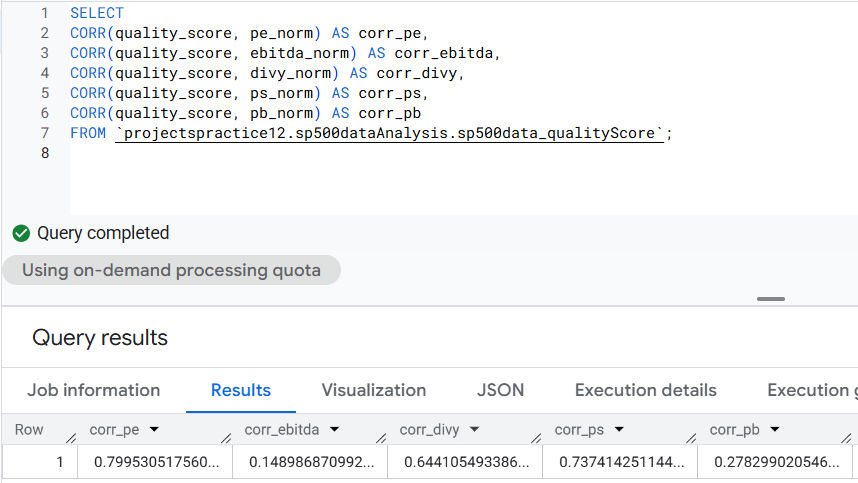 1 SELECT
2 CORR(quality_score, pe_norm) AS corr_pe,
3 CORR(quality_score, ebitda_norm) AS corr_ebitda,
4 CORR(quality_score, divy_norm) AS corr_divy,
5 CORR(quality_score, ps_norm) AS corr_ps,
6 CORR(quality_score, pb_norm) AS corr_pb
7 FROM `projectspractice12.sp500dataAnalysis.sp500data_qualityScore`;
8
Query completed
Using on-demand processing quota
Query results
Job information Results Visualization JSON Execution details Execution g
Row corr_pe corr_ebitda corr_divy corr_ps corr_pb
1 0.799530517560... 0.148986870992... 0.644105493386... 0.737414251144... 0.278299020546...